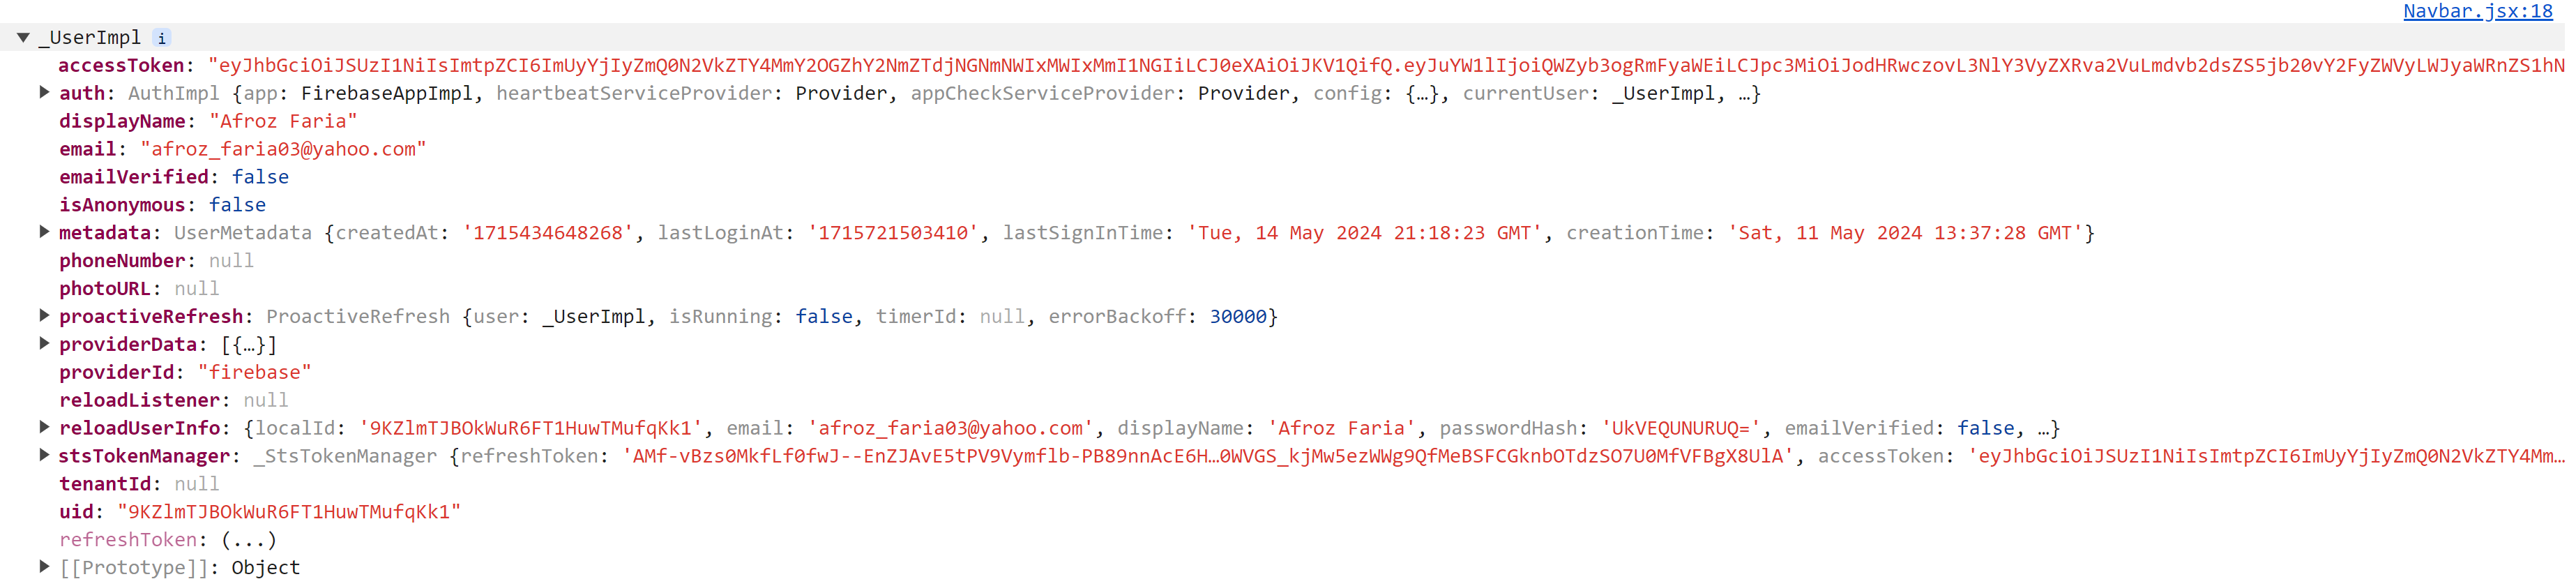 Navbar.jsx:18
▼ _UserImpl i
accessToken: "eyJhbGciOiJSUzI1NiIsImtpZCI6ImUyYjIyZmQ0N2VkZTY4MmY2OGZhY2NmZTdjNGNmNWIxMWIxMmI1NGIiLCJ0eXAiOiJKV1QifQ.eyJuYW1lIjoiQWZyb3ogRmFyaWEiLCJpc3MiOiJodHRwczovL3NlY3VyZXRva2VuLmdvb2dsZS5jb20vY2FyZWVyLWJyaWRnZS1hN
▶ auth: AuthImpl {app: FirebaseAppImpl, heartbeatServiceProvider: Provider, appCheckServiceProvider: Provider, config: {…}, currentUser: _UserImpl, …}
displayName: "Afroz Faria"
email: "afroz_faria03@yahoo.com"
emailVerified: false
isAnonymous: false
▶ metadata: UserMetadata {createdAt: '1715434648268', lastLoginAt: '1715721503410', lastSignInTime: 'Tue, 14 May 2024 21:18:23 GMT', creationTime: 'Sat, 11 May 2024 13:37:28 GMT'}
phoneNumber: null
photoURL: null
▶ proactiveRefresh: ProactiveRefresh {user: _UserImpl, isRunning: false, timerId: null, errorBackoff: 30000}
▶ providerData: [{…}]
providerId: "firebase"
reloadListener: null
▶ reloadUserInfo: {localId: '9KZlmTJBOkWuR6FT1HuwTMufqKk1', email: 'afroz_faria03@yahoo.com', displayName: 'Afroz Faria', passwordHash: 'UkVEQUNURUQ=', emailVerified: false, …}
▶ stsTokenManager: _StsTokenManager {refreshToken: 'AMf-vBzs0MkfLf0fwJ--EnZJAvE5tPV9Vymflb-PB89nnAcE6H…0WVGS_kjMw5ezWWg9QfMeBSFCGknbOTdzSO7U0MfVFBgX8UlA', accessToken: 'eyJhbGciOiJSUzI1NiIsImtpZCI6ImUyYjIyZmQ0N2VkZTY4Mm…
tenantId: null
uid: "9KZlmTJBOkWuR6FT1HuwTMufqKk1"
refreshToken: (...)
▶ [[Prototype]]: Object